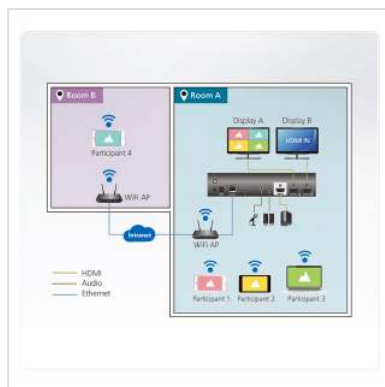 Room B
Participant 4
WiFi AP
Room A
Display A
Display B
HDMI IN
WiFi AP
Intranet
HDMI
Audio
Ethernet
Participant 1
Participant 2
Participant 3